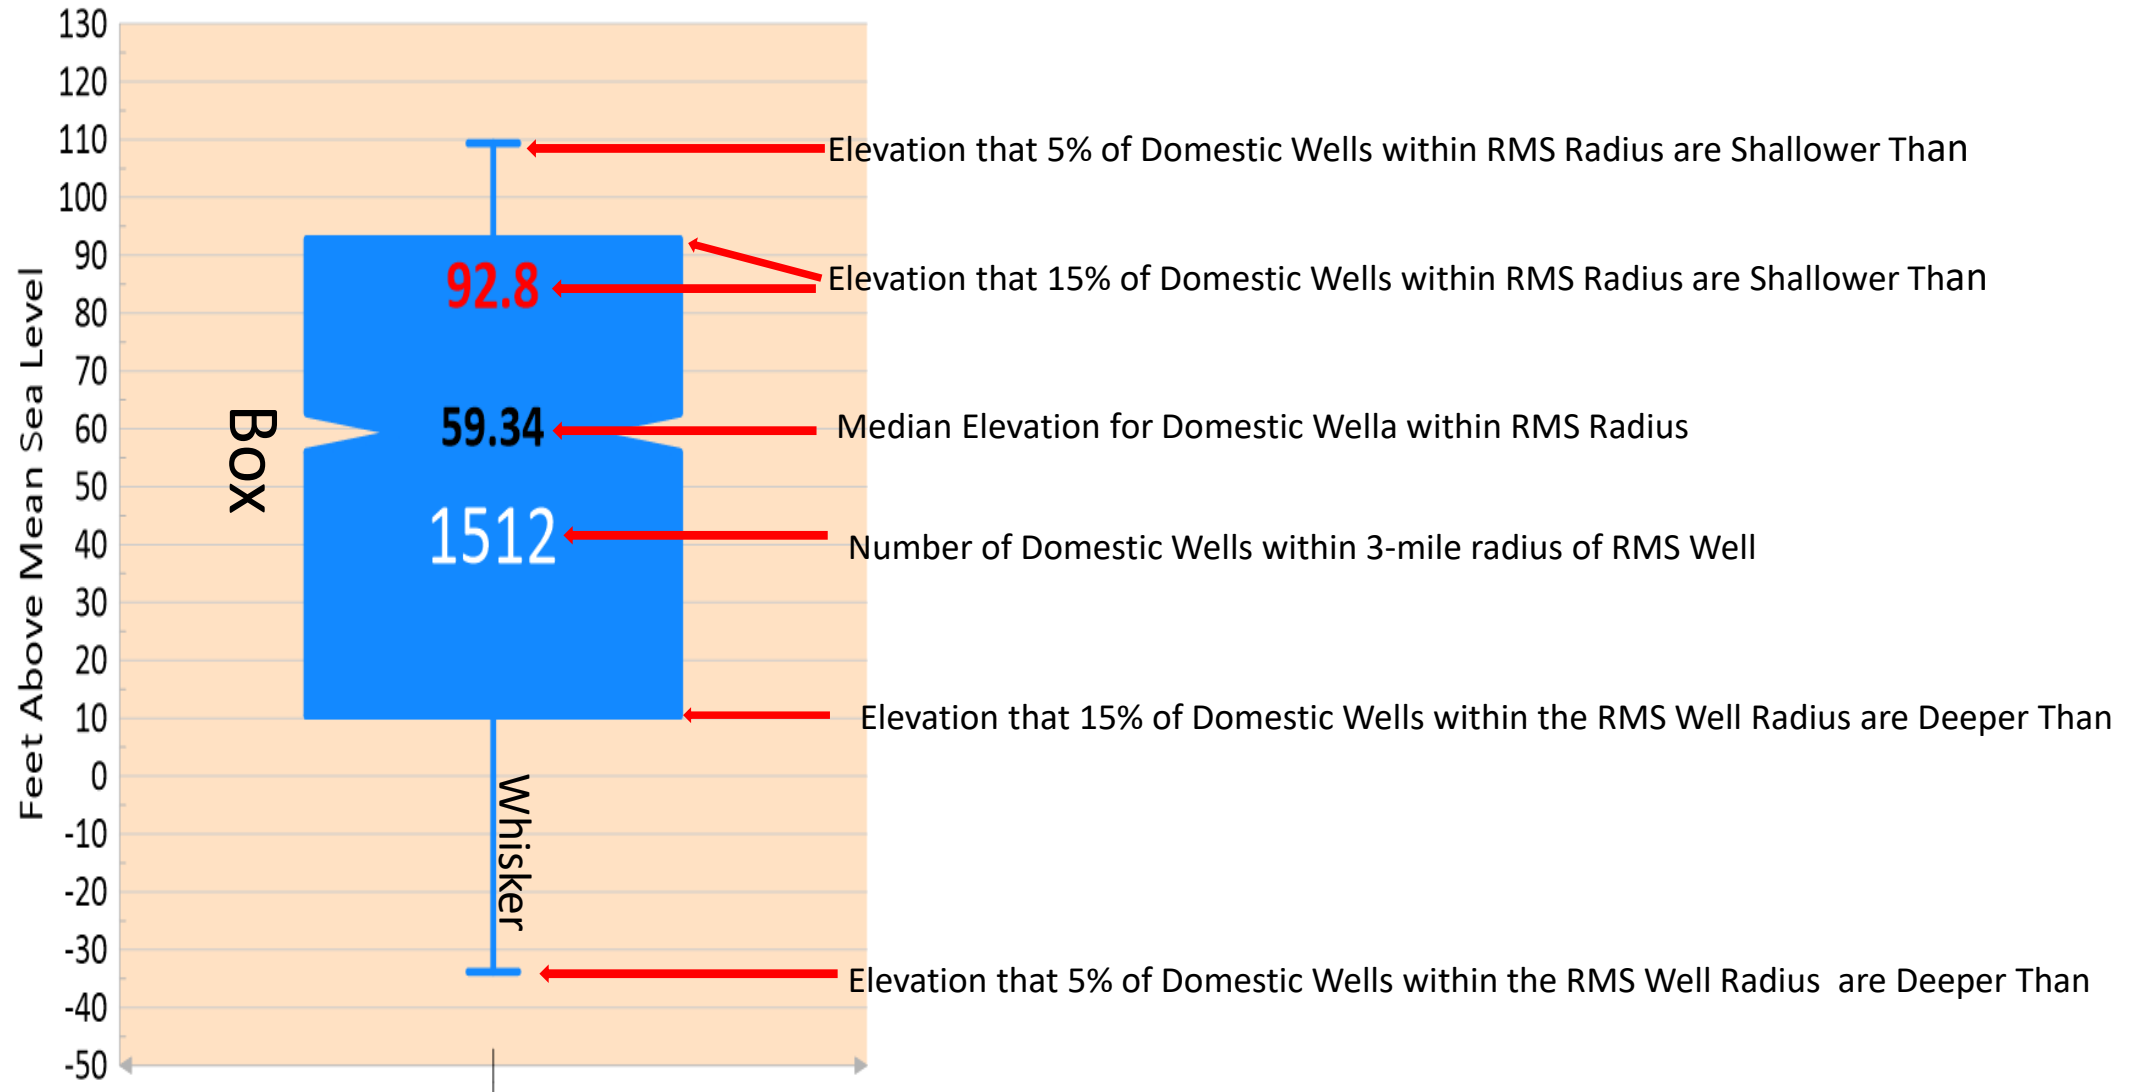 130
120
110
100
90
80
70
60
50
40
30
20
10
0
-10
-20
-30
-40
-50
Feet Above Mean Sea Level
Box
92.8
59.34
1512
Whisker
Elevation that 5% of Domestic Wells within RMS Radius are Shallower Than
Elevation that 15% of Domestic Wells within RMS Radius are Shallower Than
Median Elevation for Domestic Wella within RMS Radius
Number of Domestic Wells within 3-mile radius of RMS Well
Elevation that 15% of Domestic Wells within the RMS Well Radius are Deeper Than
Elevation that 5% of Domestic Wells within the RMS Well Radius  are Deeper Than